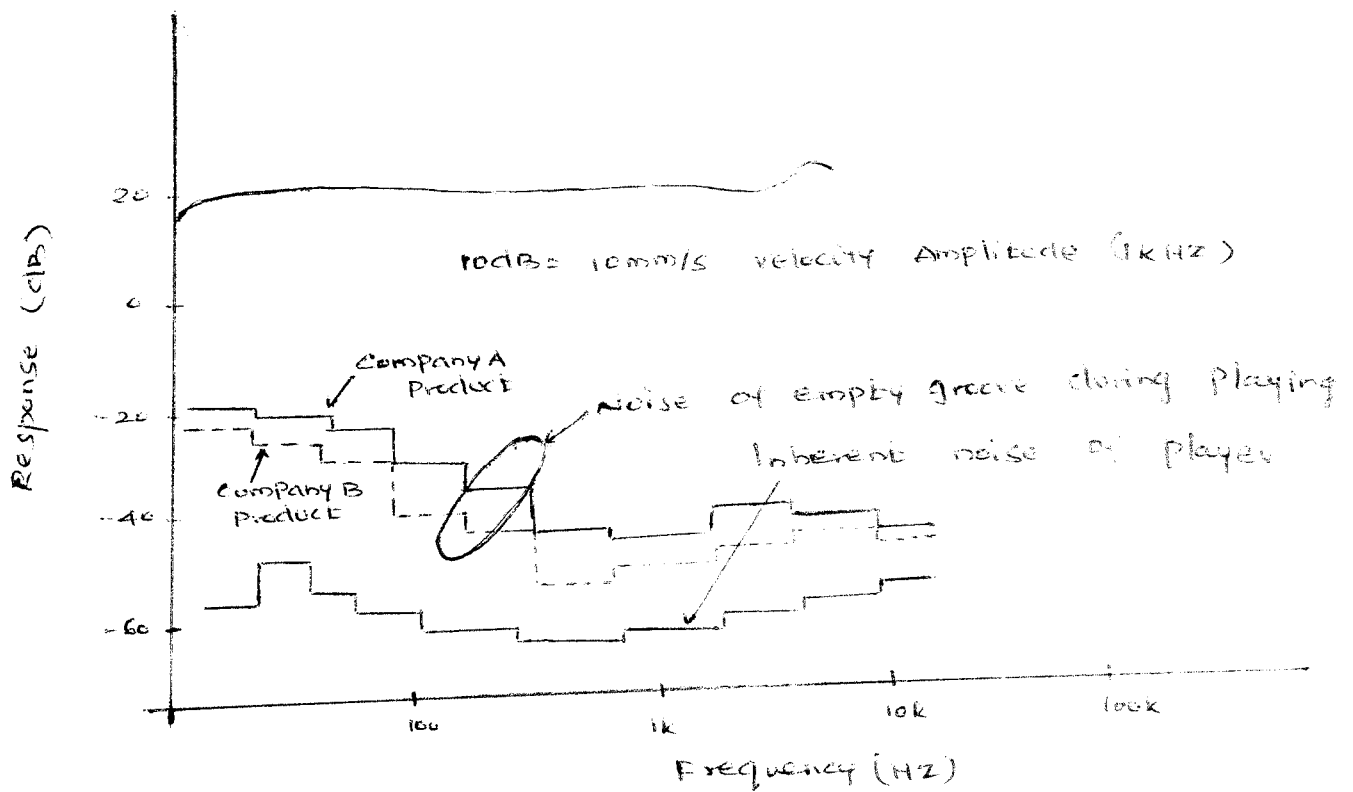 20
10dB= 10mm/s velocity Amplitude (1kHz)
0
Response (dB)
Company A
Product
-20
Noise of empty groove during playing
Inherent noise of player
Company B
Product
-40
-60
100
1k
10k
100k
Frequency (Hz)